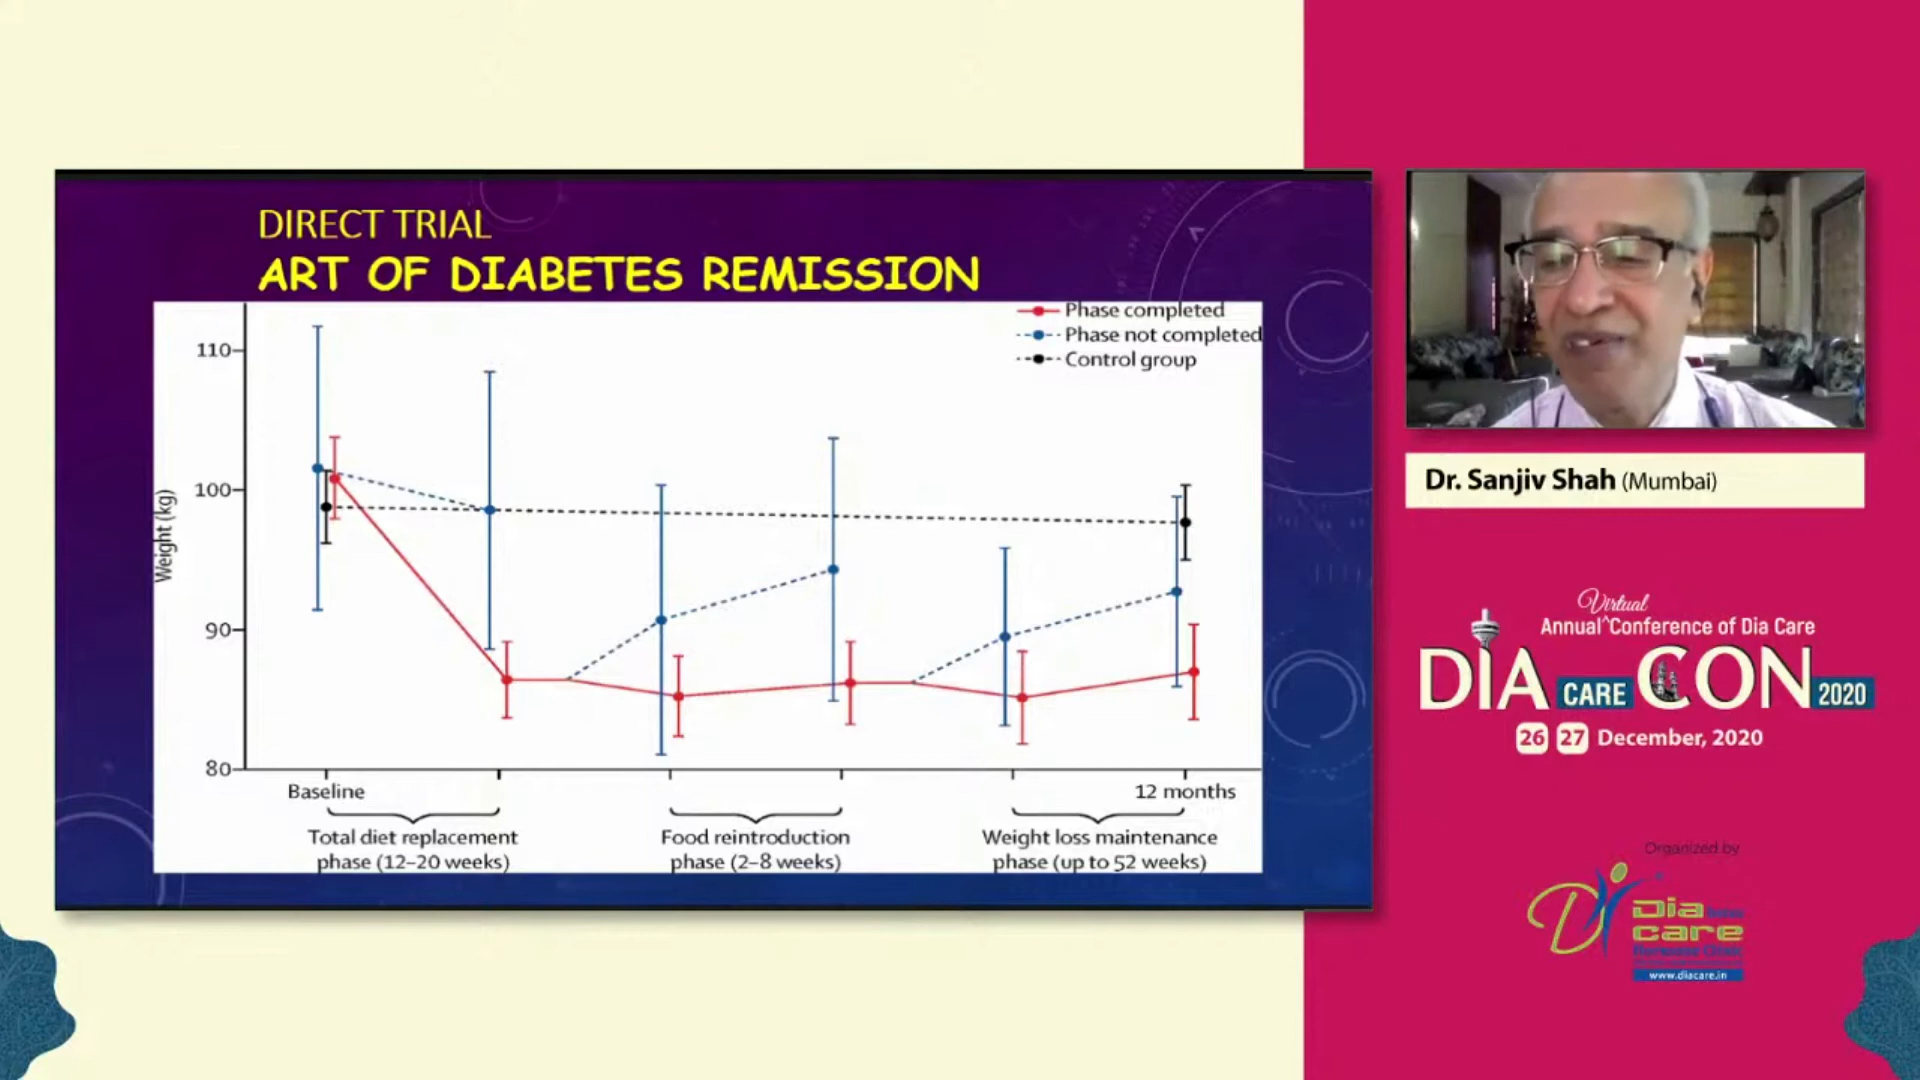 DIRECT TRIAL
ART OF DIABETES REMISSION
Phase completed
Phase not completed
Control group
110
100
90
80
Weight (kg)
Baseline
12 months
Total diet replacement
phase (12–20 weeks)
Food reintroduction
phase (2–8 weeks)
Weight loss maintenance
phase (up to 52 weeks)
Dr. Sanjiv Shah (Mumbai)
Virtual
Annual^Conference of Dia Care
DIA CARE CON 2020
26 27 December, 2020
Organized by
Dia
care
www.diacare.in